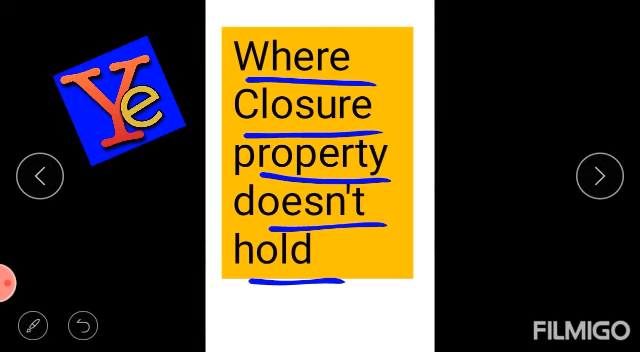 Ye
Where
Closure
property
doesn't
hold
FILMIGO